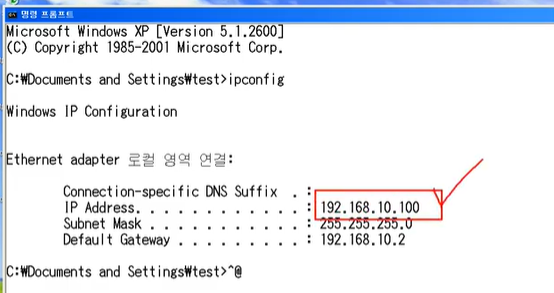 명령 프롬프트
Microsoft Windows XP [Version 5.1.2600]
(C) Copyright 1985-2001 Microsoft Corp.
C:₩Documents and Settings₩test>ipconfig
Windows IP Configuration
Ethernet adapter 로컬 영역 연결:
Connection-specific DNS Suffix  . :
IP Address. . . . . . . . . . . . : 192.168.10.100
Subnet Mask . . . . . . . . . . . : 255.255.255.0
Default Gateway . . . . . . . . . : 192.168.10.2
C:₩Documents and Settings₩test>^@